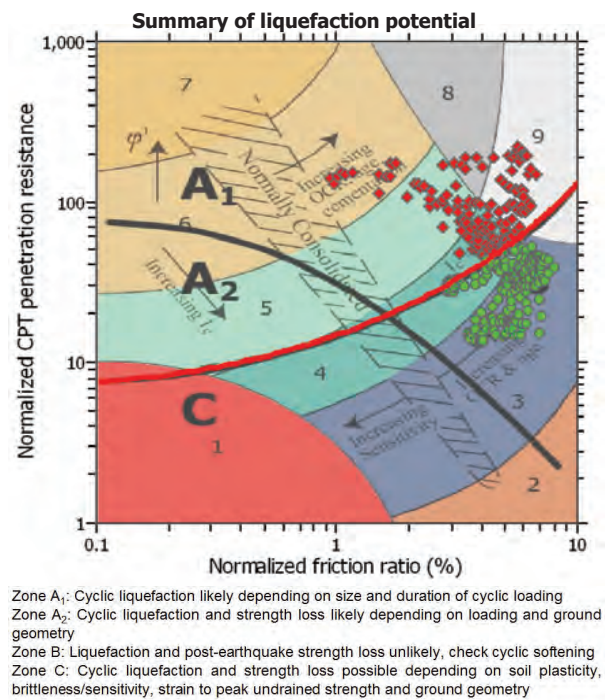 Summary of liquefaction potential
Normalized CPT penetration resistance
1,000
100
10
1
0.1
1
10
Normalized friction ratio (%)
7
8
9
φ'
A1
6
A2
5
4
C
1
3
2
Increasing
cementation
Normally Consolidated
Increasing Ic
Increasing
& age
Increasing
Sensitivity
Zone A1: Cyclic liquefaction likely depending on size and duration of cyclic loading
Zone A2: Cyclic liquefaction and strength loss likely depending on loading and ground
geometry
Zone B: Liquefaction and post-earthquake strength loss unlikely, check cyclic softening
Zone C: Cyclic liquefaction and strength loss possible depending on soil plasticity,
brittleness/sensitivity, strain to peak undrained strength and ground geometry